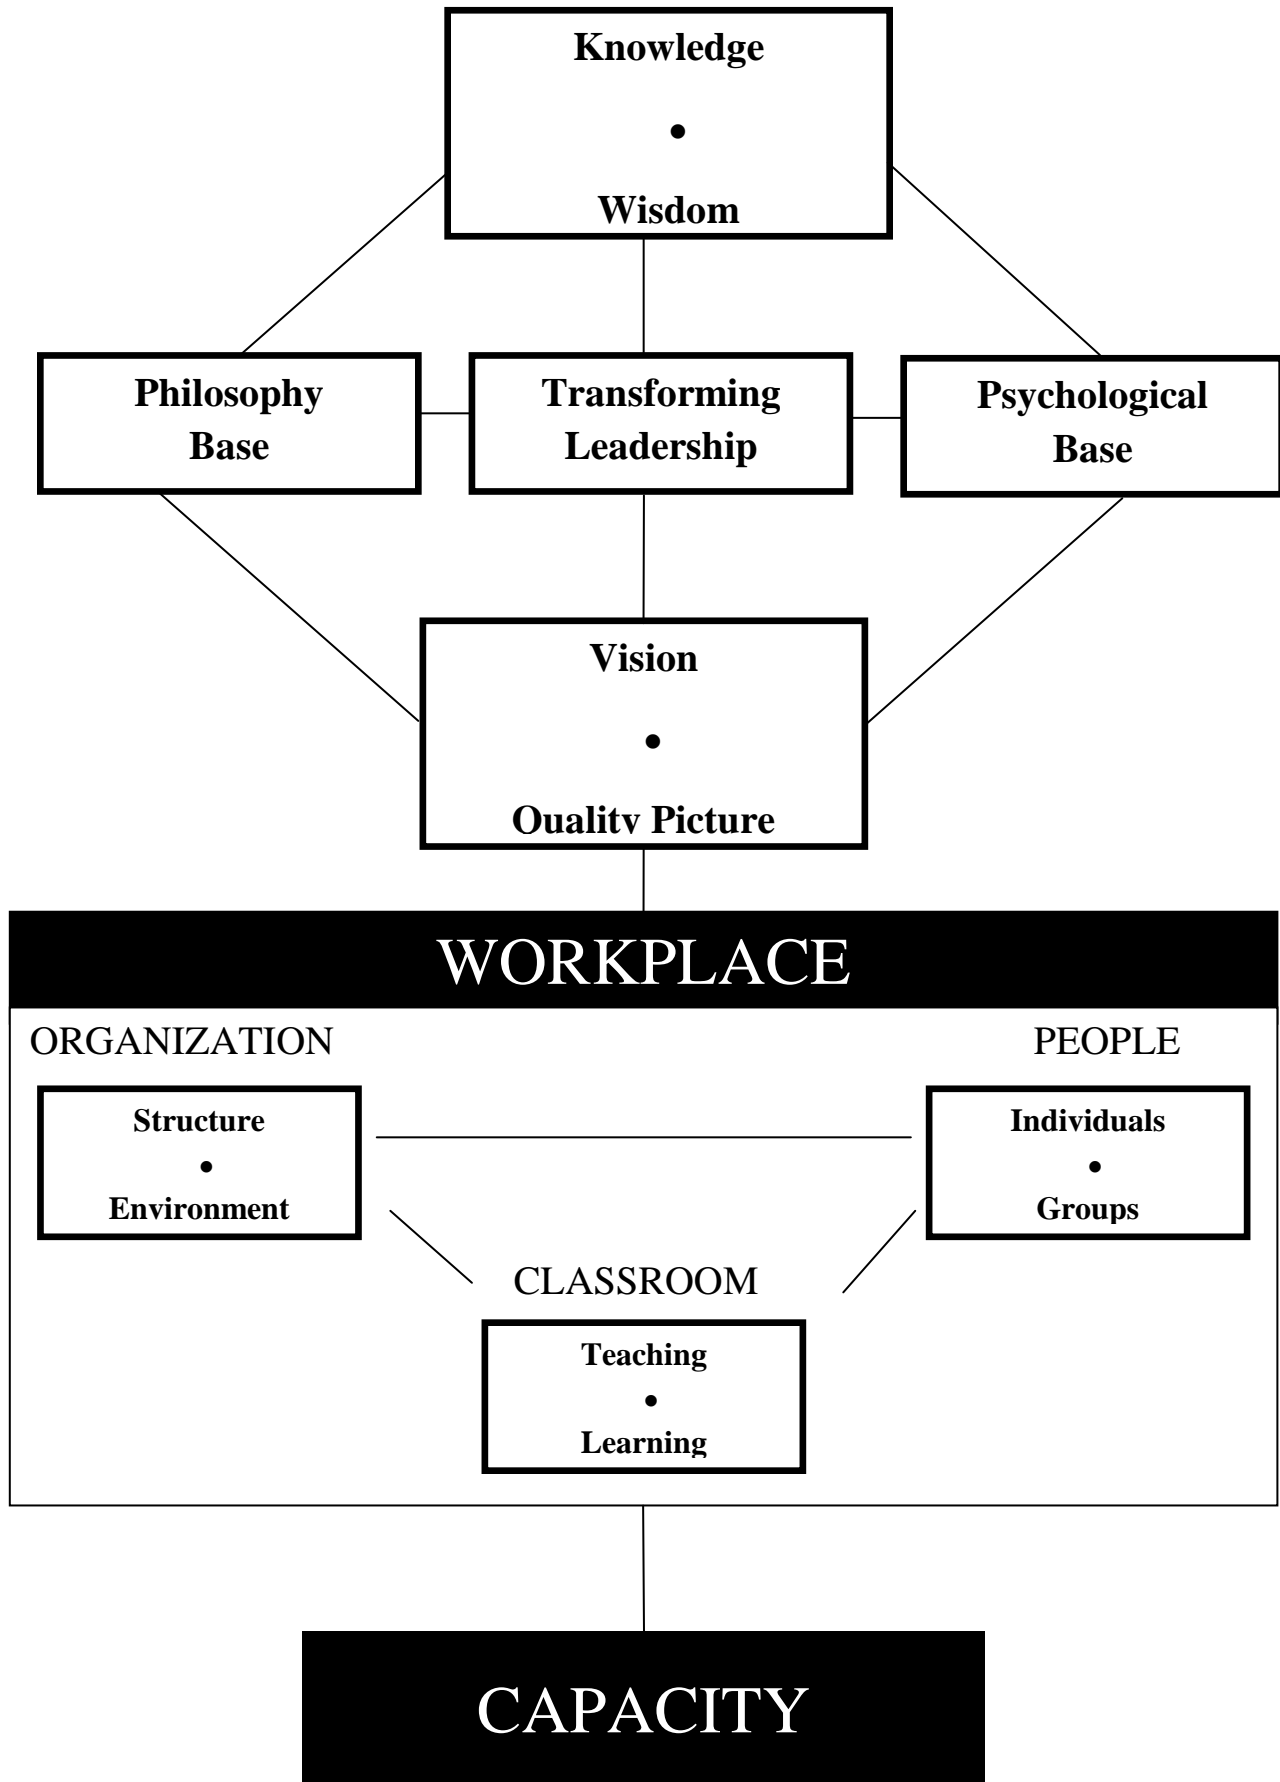 Knowledge
•
Wisdom
Philosophy
Base
Transforming
Leadership
Psychological
Base
Vision
•
Quality Picture
WORKPLACE
ORGANIZATION
PEOPLE
Structure
•
Environment
Individuals
•
Groups
CLASSROOM
Teaching
•
Learning
CAPACITY